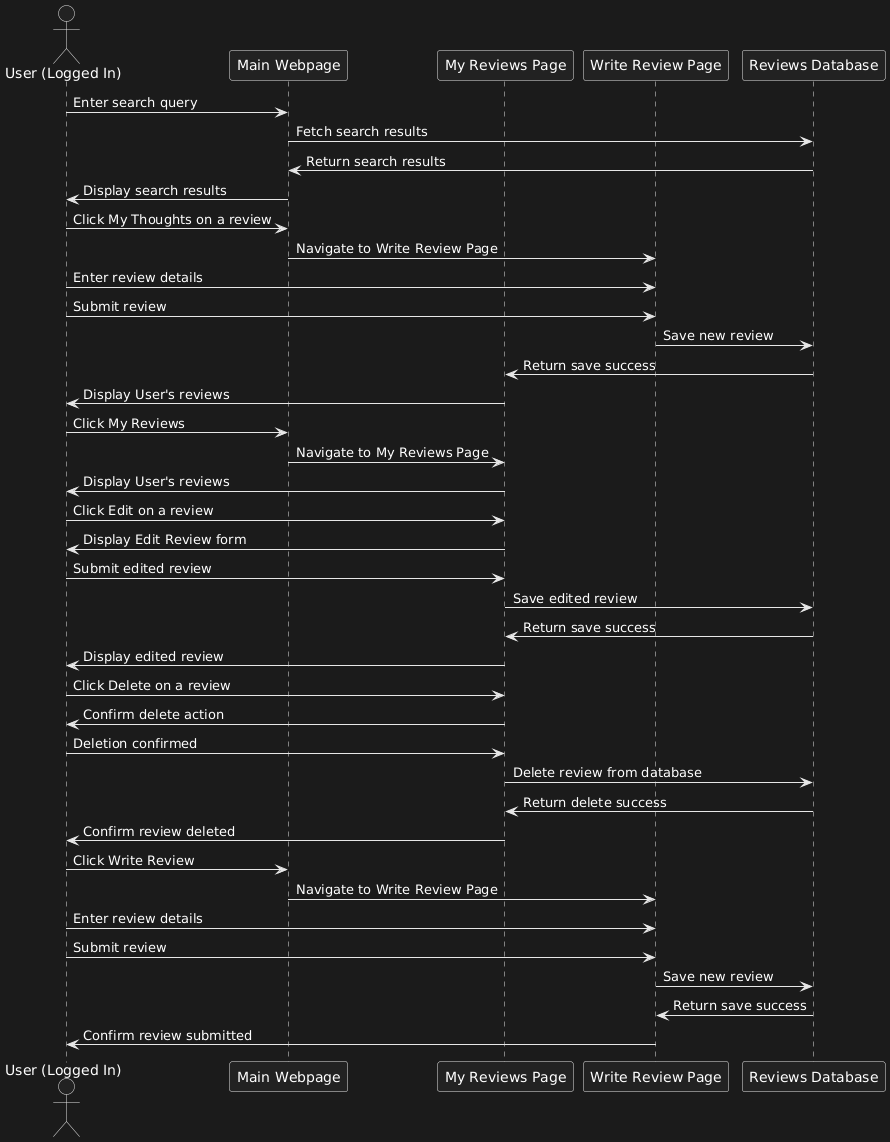 User (Logged In)
Main Webpage
My Reviews Page
Write Review Page
Reviews Database
Enter search query
Fetch search results
Return search results
Display search results
Click My Thoughts on a review
Navigate to Write Review Page
Enter review details
Submit review
Save new review
Return save success
Display User's reviews
Click My Reviews
Navigate to My Reviews Page
Display User's reviews
Click Edit on a review
Display Edit Review form
Submit edited review
Save edited review
Return save success
Display edited review
Click Delete on a review
Confirm delete action
Deletion confirmed
Delete review from database
Return delete success
Confirm review deleted
Click Write Review
Navigate to Write Review Page
Enter review details
Submit review
Save new review
Return save success
Confirm review submitted
User (Logged In)
Main Webpage
My Reviews Page
Write Review Page
Reviews Database